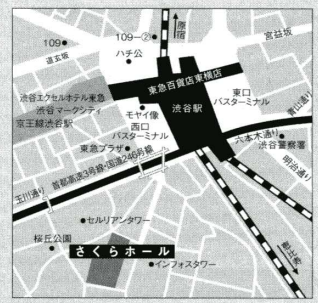 109
109-②
原宿
宮益坂
道玄坂
ハチ公
東急百貨店東横店
渋谷エクセルホテル東急
渋谷マークシティ
京王線渋谷駅
モヤイ像
渋谷駅
東口
バスターミナル
青山通り
西口
バスターミナル
六本木通り
渋谷警察署
明治通り
東急プラザ
玉川通り
首都高速3号線・国道246号線
セルリアンタワー
桜丘公園
さくらホール
インフォスタワー
恵比寿